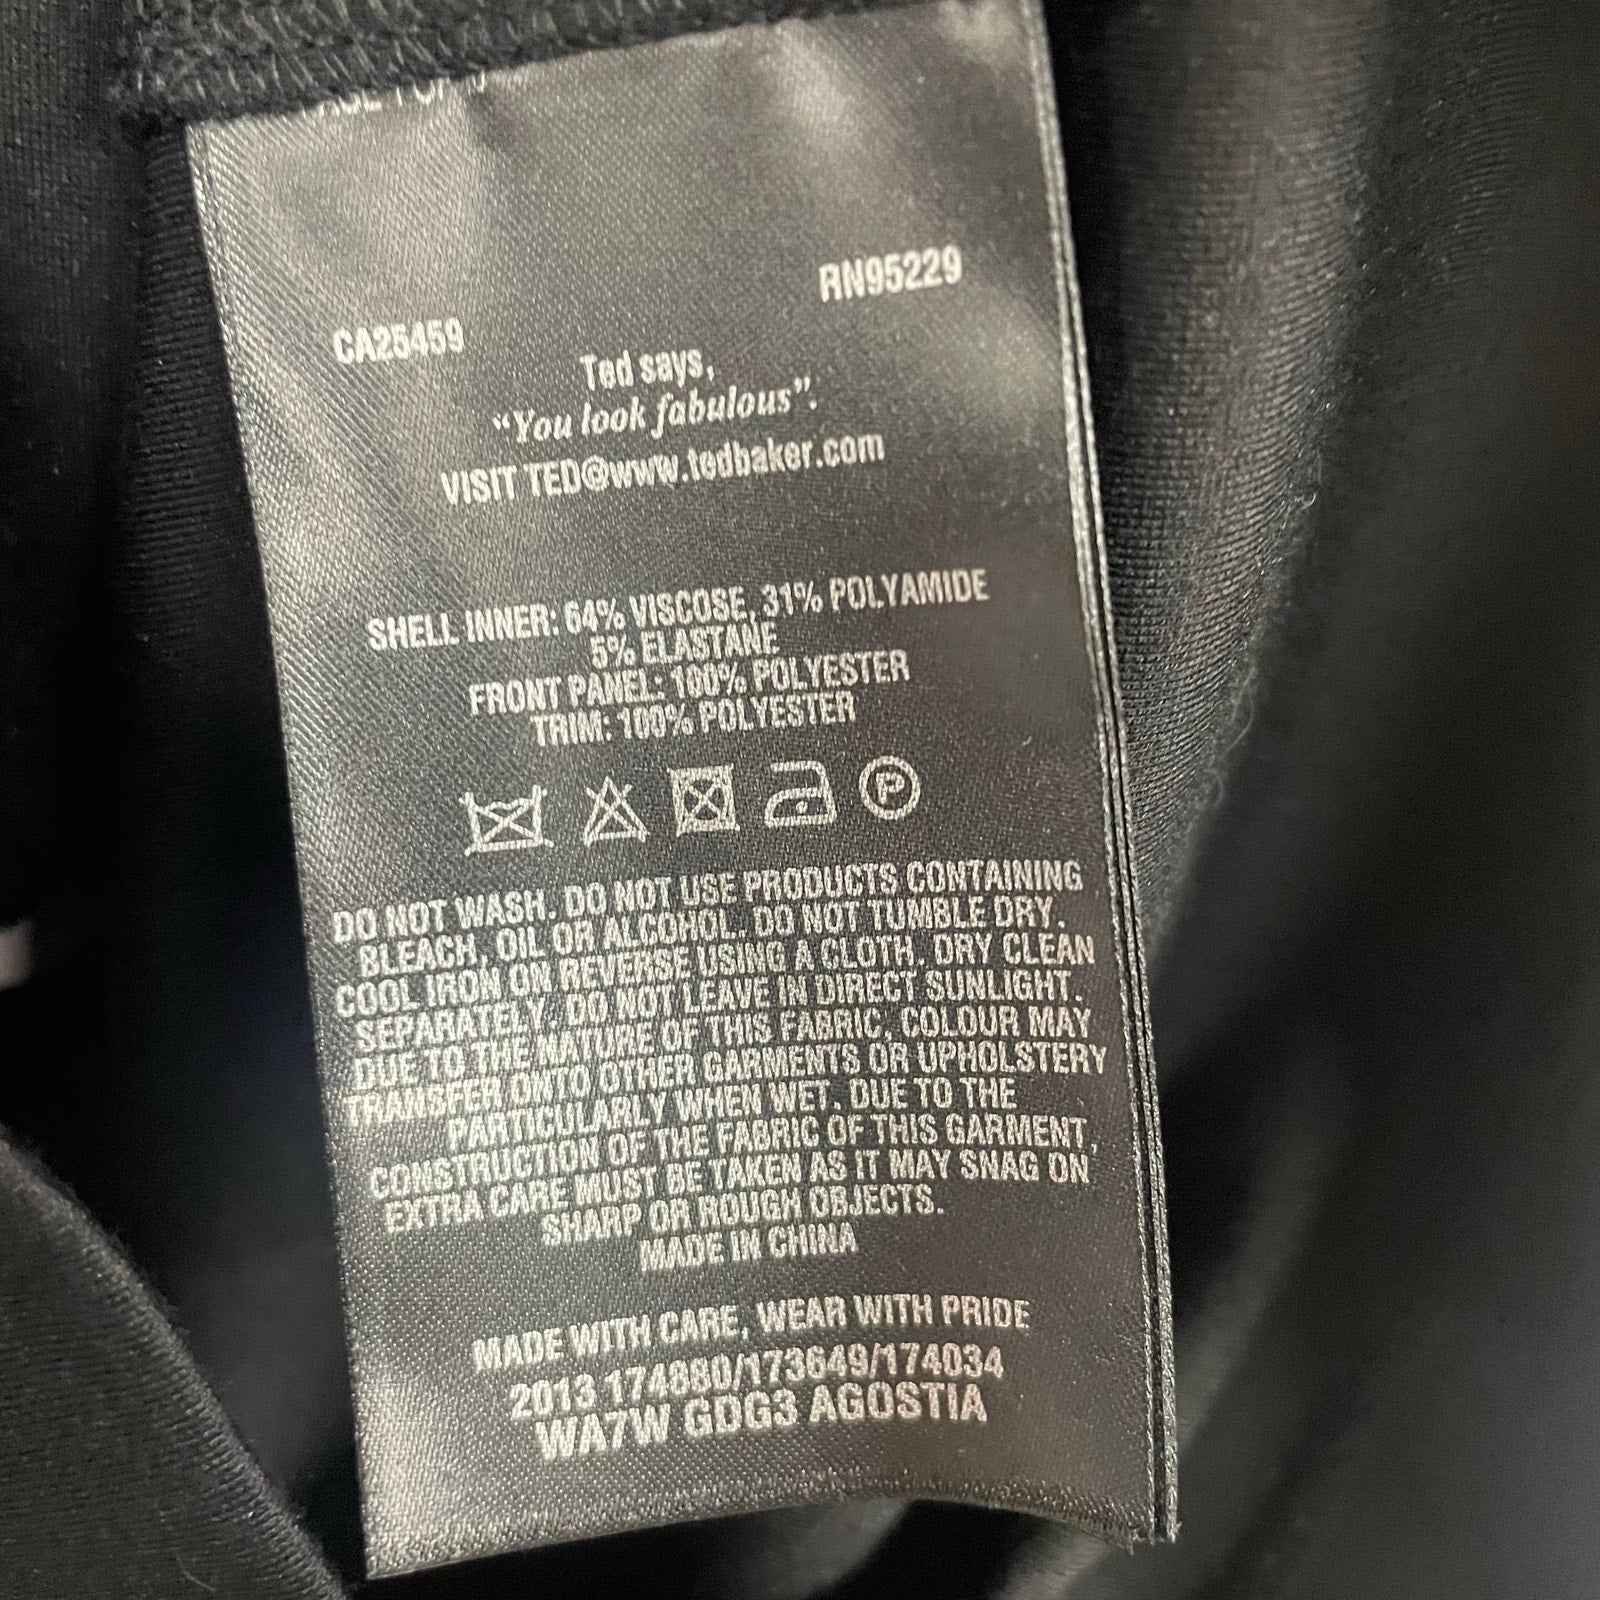 RN95229
CA25459
Ted says,
“You look fabulous”.
VISIT TED@www.tedbaker.com
SHELL INNER: 64% VISCOSE, 31% POLYAMIDE
5% ELASTANE
FRONT PANEL: 100% POLYESTER
TRIM: 100% POLYESTER
P
DO NOT WASH. DO NOT USE PRODUCTS CONTAINING
BLEACH, OIL OR ALCOHOL. DO NOT TUMBLE DRY.
COOL IRON ON REVERSE USING A CLOTH. DRY CLEAN
SEPARATELY. DO NOT LEAVE IN DIRECT SUNLIGHT.
DUE TO THE NATURE OF THIS FABRIC, COLOUR MAY
TRANSFER ONTO OTHER GARMENTS OR UPHOLSTERY
PARTICULARLY WHEN WET. DUE TO THE
CONSTRUCTION OF THE FABRIC OF THIS GARMENT,
EXTRA CARE MUST BE TAKEN AS IT MAY SNAG ON
SHARP OR ROUGH OBJECTS.
MADE IN CHINA
MADE WITH CARE, WEAR WITH PRIDE
2013 174880/173649/174034
WA7W GDG3 AGOSTIA